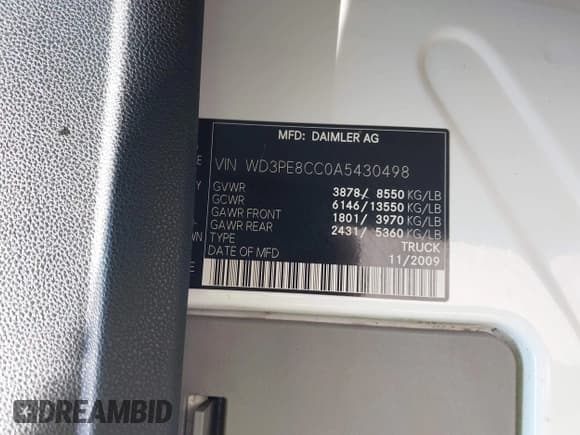 MFD: DAIMLER AG
VIN WD3PE8CC0A5430498
GVWR 3878/ 8550 KG/LB
GCWR 6146/13550 KG/LB
GAWR FRONT 1801/ 3970 KG/LB
GAWR REAR 2431/ 5360 KG/LB
TYPE TRUCK
DATE OF MFD 11/2009
DREAMBID